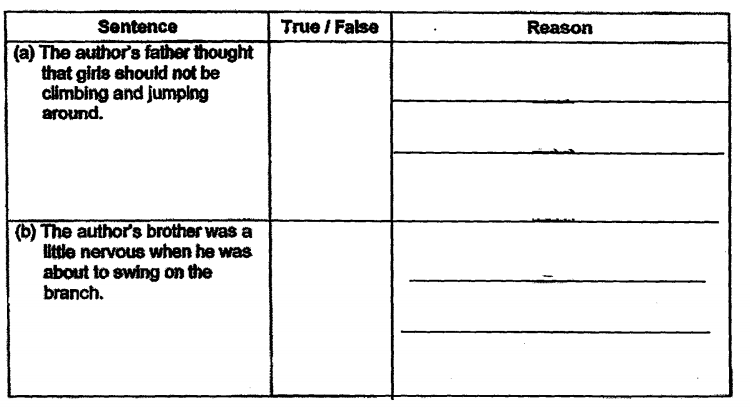 Sentence True / False Reason
(a) The author's father thought
that girls should not be
climbing and jumping
around.
(b) The author's brother was a
little nervous when he was
about to swing on the
branch.